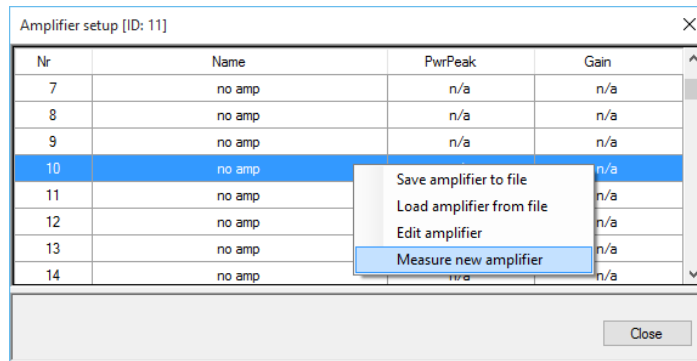 Amplifier setup [ID: 11]
Nr Name PwrPeak Gain
7 no amp n/a n/a
8 no amp n/a n/a
9 no amp n/a n/a
10 no amp n/a
11 no amp n/a
12 no amp n/a
13 no amp n/a
14 no amp n/a n/a
Save amplifier to file
Load amplifier from file
Edit amplifier
Measure new amplifier
Close